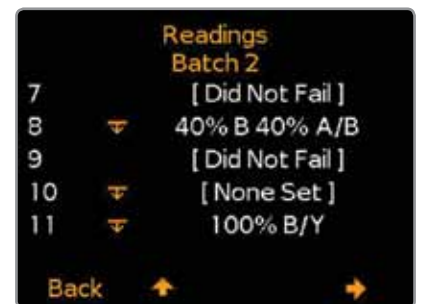 Readings
Batch 2
7 [ Did Not Fail ]
8 40% B 40% A/B
9 [ Did Not Fail ]
10 [ None Set ]
11 100% B/Y
Back